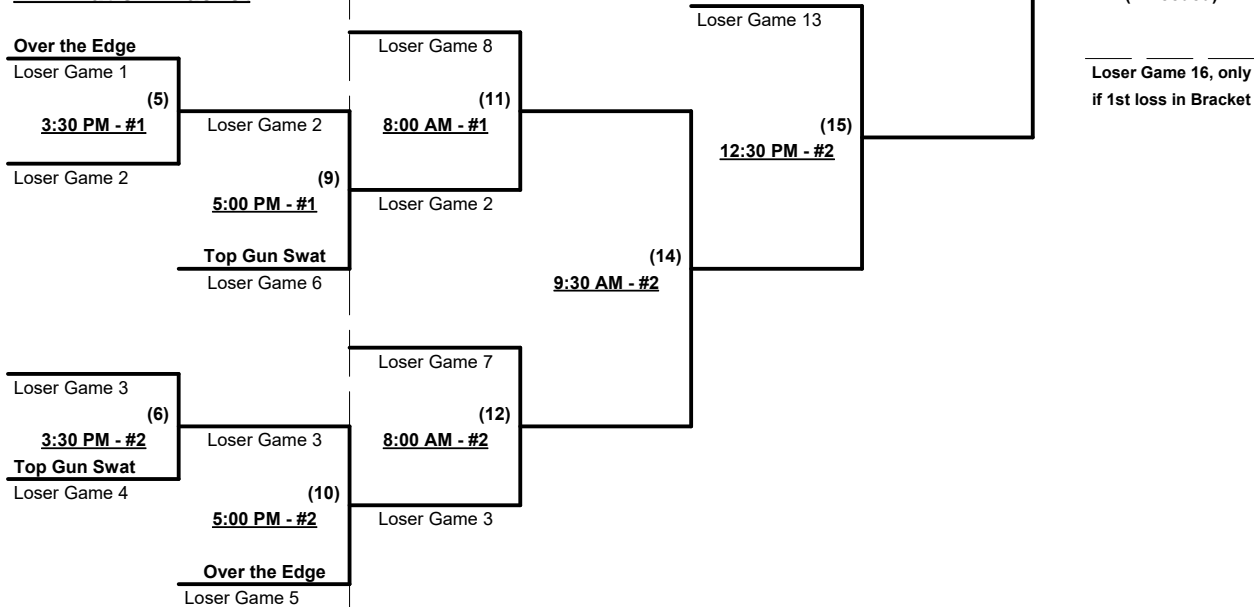 Loser Game 13
Over the Edge
Loser Game 8
Loser Game 1
Loser Game 16, only
(5)
(11)
if 1st loss in Bracket
3:30 PM - #1
Loser Game 2
8:00 AM - #1
(15)
12:30 PM - #2
Loser Game 2
(9)
5:00 PM - #1
Loser Game 2
Top Gun Swat
(14)
Loser Game 6
9:30 AM - #2
Loser Game 7
Loser Game 3
(6)
(12)
3:30 PM - #2
Loser Game 3
8:00 AM - #2
Top Gun Swat
Loser Game 4
(10)
5:00 PM - #2
Loser Game 3
Over the Edge
Loser Game 5